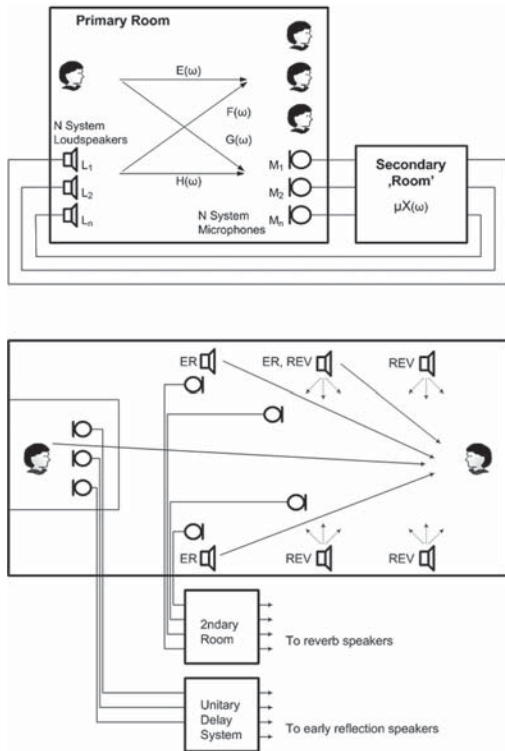 Primary Room
E(ω)
F(ω)
G(ω)
H(ω)
N System
Loudspeakers
L1
L2
Ln
M1
M2
Mn
N System
Microphones
Secondary
‚Room'
µX(ω)
ER
ER, REV
REV
ER
REV
REV
2ndary
Room
To reverb speakers
Unitary
Delay
System
To early reflection speakers